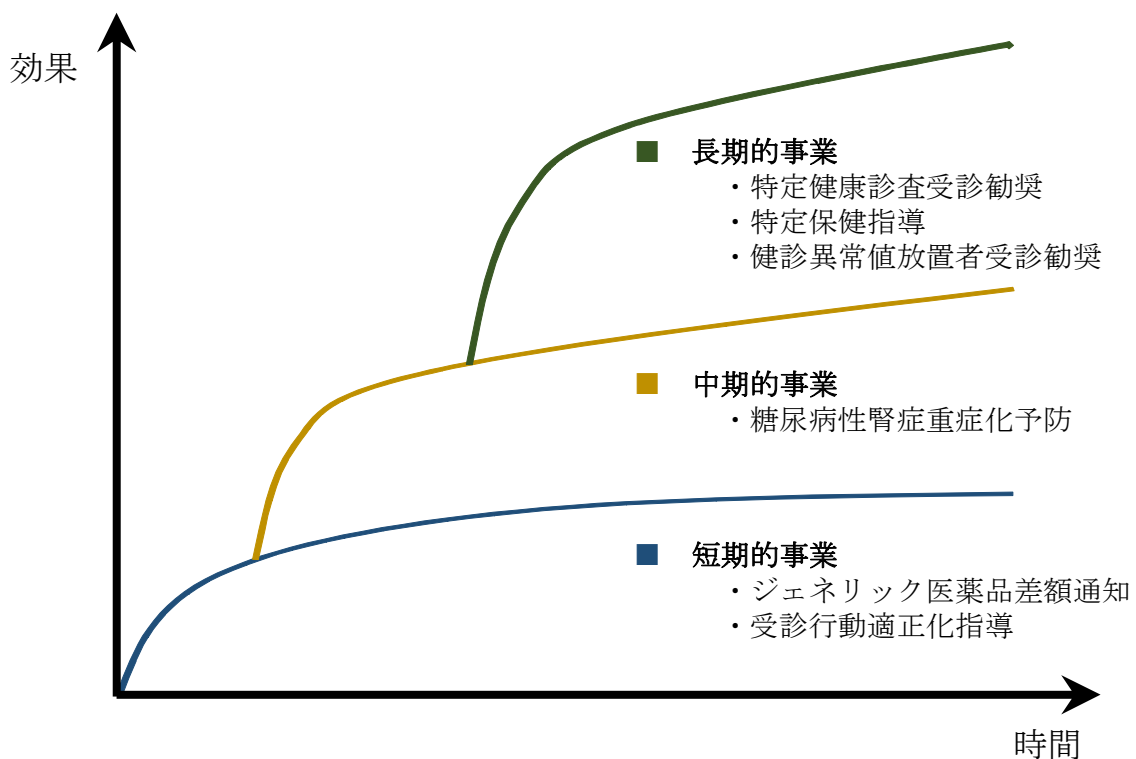 効果
■ 長期的事業
・特定健康診査受診勧奨
・特定保健指導
・健診異常値放置者受診勧奨
■ 中期的事業
・糖尿病性腎症重症化予防
■ 短期的事業
・ジェネリック医薬品差額通知
・受診行動適正化指導
時間